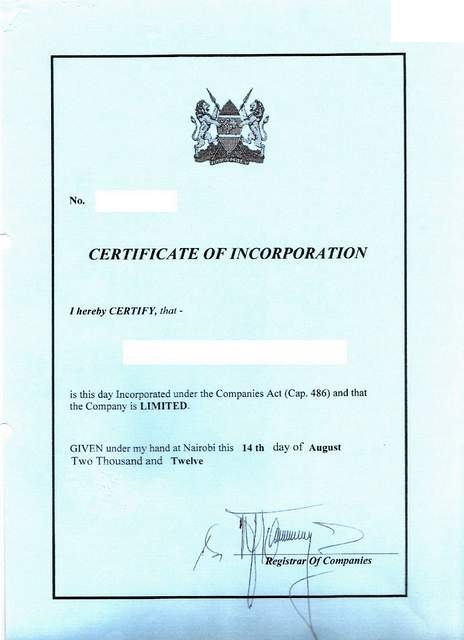 No.
CERTIFICATE OF INCORPORATION
I hereby CERTIFY, that -
is this day Incorporated under the Companies Act (Cap. 486) and that
the Company is LIMITED.
GIVEN under my hand at Nairobi this 14 th day of August
Two Thousand and Twelve
Registrar Of Companies